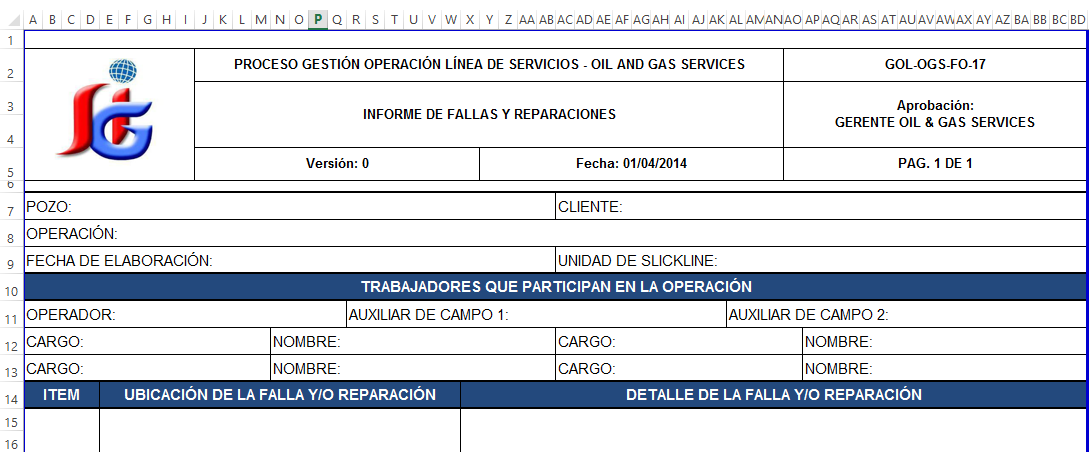 A B C D E F G H I J K L M N O P Q R S T U V W X Y Z AA AB AC AD AE AF AG AH AI AJ AK AL AM AN AO AP AQ AR AS AT AU AV AW AX AY AZ BA BB BC BD
1
2 PROCESO GESTIÓN OPERACIÓN LÍNEA DE SERVICIOS - OIL AND GAS SERVICES GOL-OGS-FO-17
3 INFORME DE FALLAS Y REPARACIONES Aprobación:
4 GERENTE OIL & GAS SERVICES
5 Versión: 0 Fecha: 01/04/2014 PAG. 1 DE 1
6
7 POZO: CLIENTE:
8 OPERACIÓN:
9 FECHA DE ELABORACIÓN: UNIDAD DE SLICKLINE:
10 TRABAJADORES QUE PARTICIPAN EN LA OPERACIÓN
11 OPERADOR: AUXILIAR DE CAMPO 1: AUXILIAR DE CAMPO 2:
12 CARGO: NOMBRE: CARGO: NOMBRE:
13 CARGO: NOMBRE: CARGO: NOMBRE:
14 ITEM UBICACIÓN DE LA FALLA Y/O REPARACIÓN DETALLE DE LA FALLA Y/O REPARACIÓN
15
16